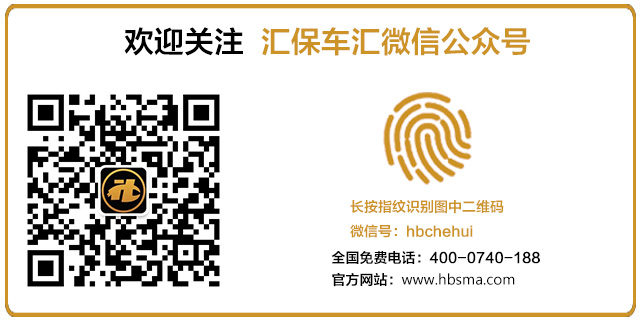 欢迎关注 汇保车汇微信公众号
长按指纹识别图中二维码
微信号：hbchehui
全国免费电话：400-0740-188
官方网站：www.hbsma.com